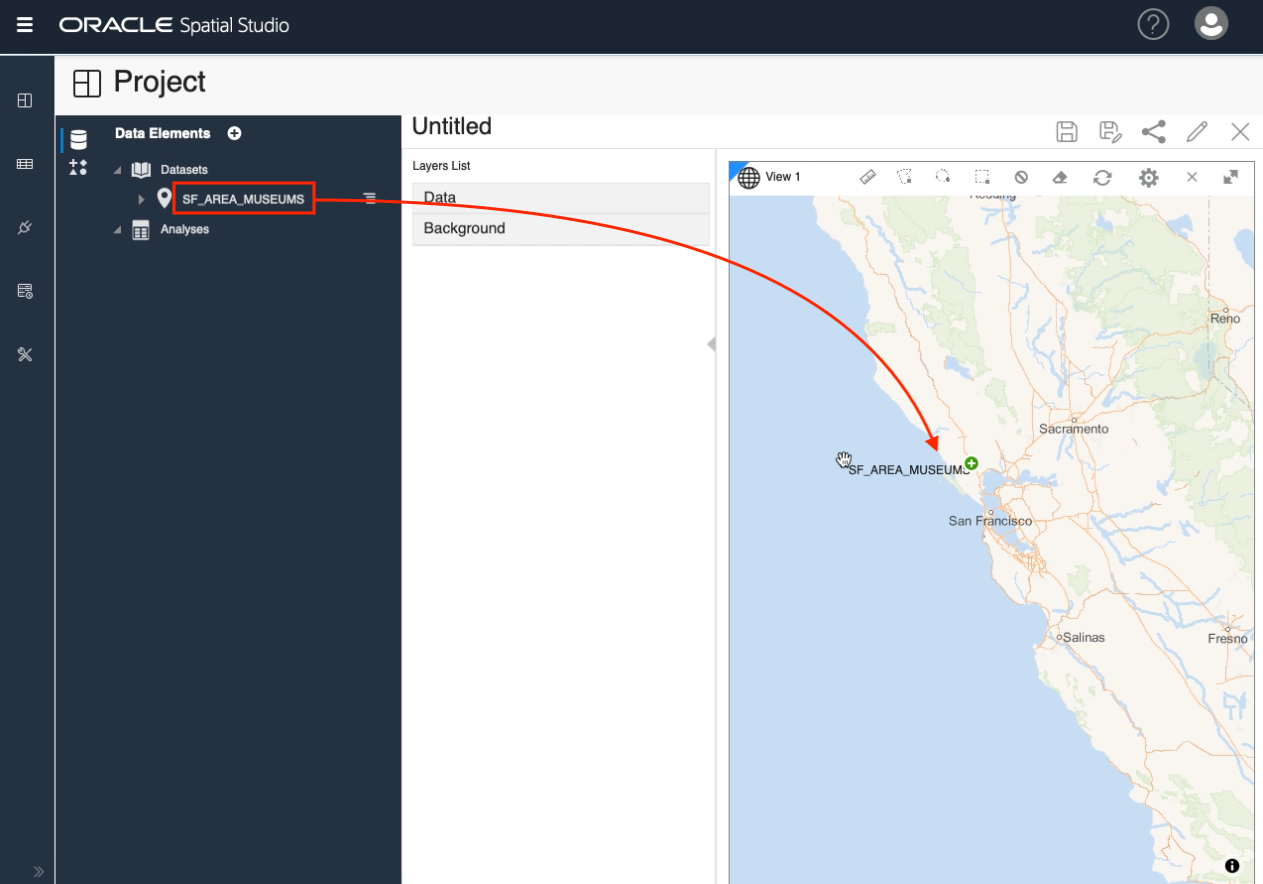 ORACLE Spatial Studio
?
Project
Data Elements
Datasets
SF_AREA_MUSEUMS
Analyses
Untitled
Layers List
Data
Background
View 1
Redding
Reno
Sacramento
SF_AREA_MUSEUMS
San Francisco
Salinas
Fresno